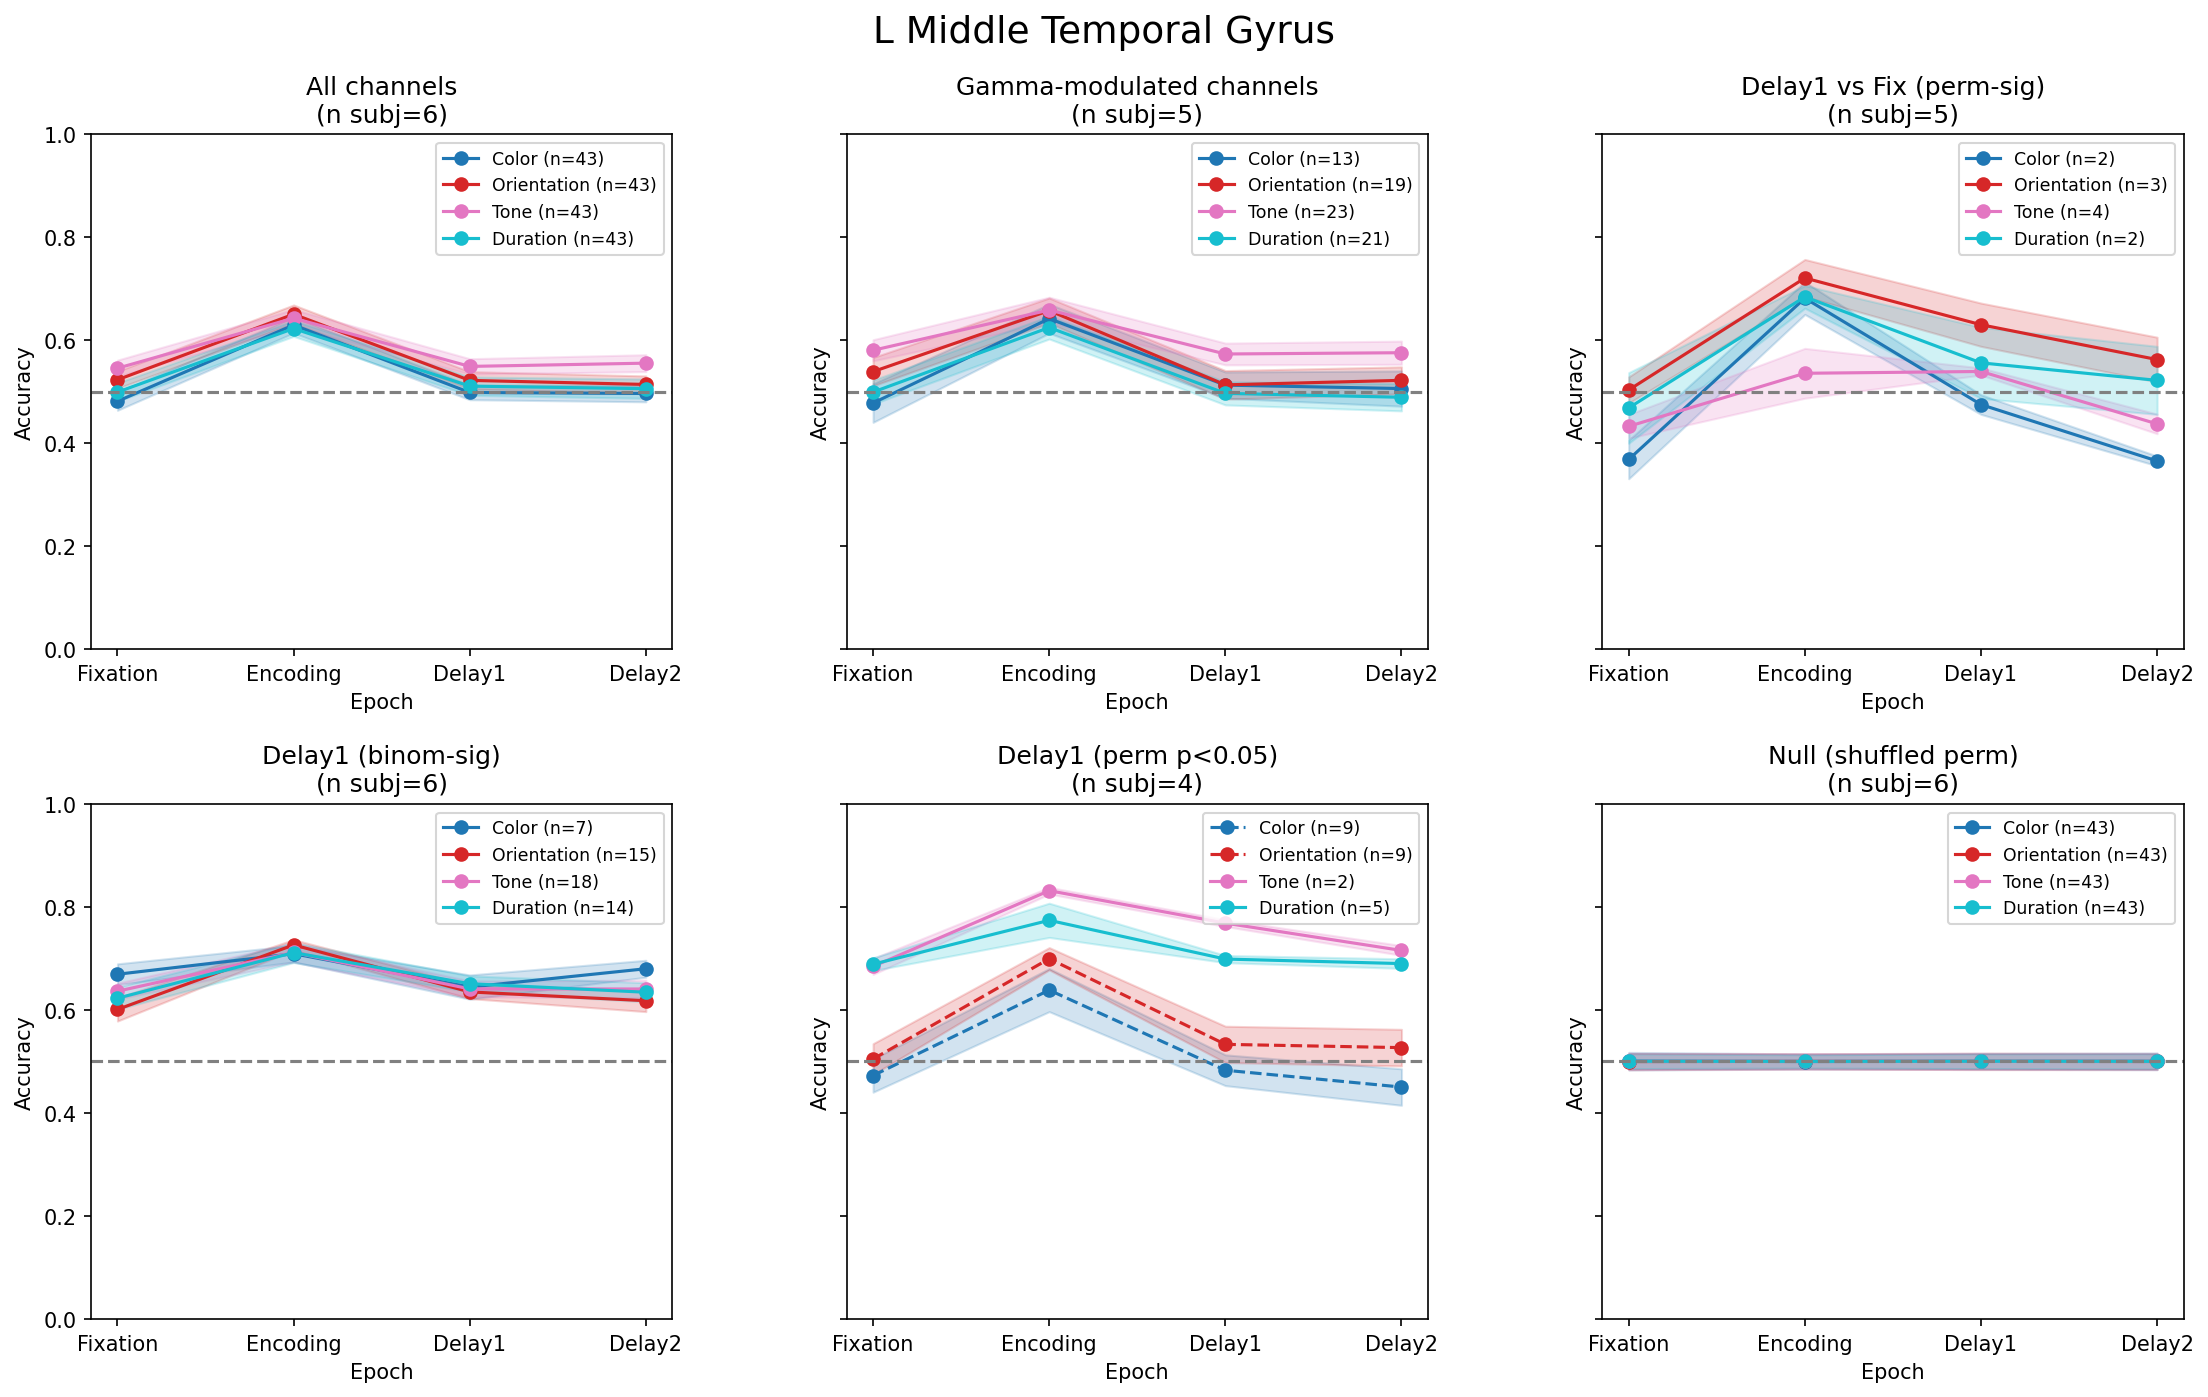 L Middle Temporal Gyrus
All channels
(n subj=6)
Accuracy
1.0
0.8
0.6
0.4
0.2
0.0
Color (n=43)
Orientation (n=43)
Tone (n=43)
Duration (n=43)
Fixation Encoding Delay1 Delay2
Epoch
Gamma-modulated channels
(n subj=5)
Accuracy
Color (n=13)
Orientation (n=19)
Tone (n=23)
Duration (n=21)
Fixation Encoding Delay1 Delay2
Epoch
Delay1 vs Fix (perm-sig)
(n subj=5)
Accuracy
Color (n=2)
Orientation (n=3)
Tone (n=4)
Duration (n=2)
Fixation Encoding Delay1 Delay2
Epoch
Delay1 (binom-sig)
(n subj=6)
Accuracy
1.0
0.8
0.6
0.4
0.2
0.0
Color (n=7)
Orientation (n=15)
Tone (n=18)
Duration (n=14)
Fixation Encoding Delay1 Delay2
Epoch
Delay1 (perm p<0.05)
(n subj=4)
Accuracy
Color (n=9)
Orientation (n=9)
Tone (n=2)
Duration (n=5)
Fixation Encoding Delay1 Delay2
Epoch
Null (shuffled perm)
(n subj=6)
Accuracy
Color (n=43)
Orientation (n=43)
Tone (n=43)
Duration (n=43)
Fixation Encoding Delay1 Delay2
Epoch